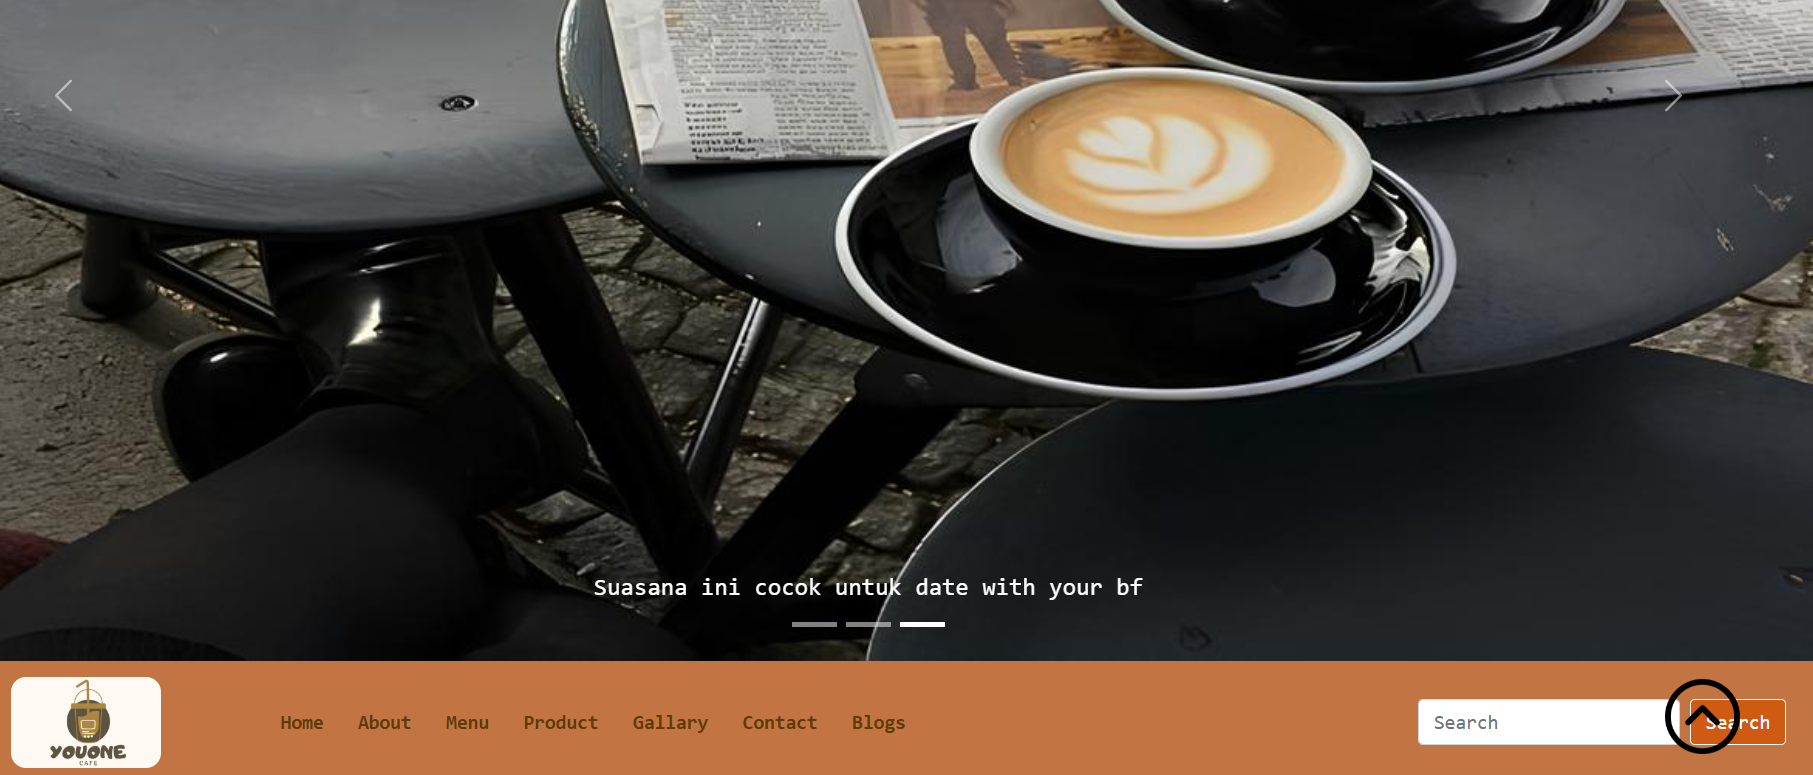 Suasana ini cocok untuk date with your bf
YOUONE
CAFE
Home About Menu Product Gallary Contact Blogs
Search Search